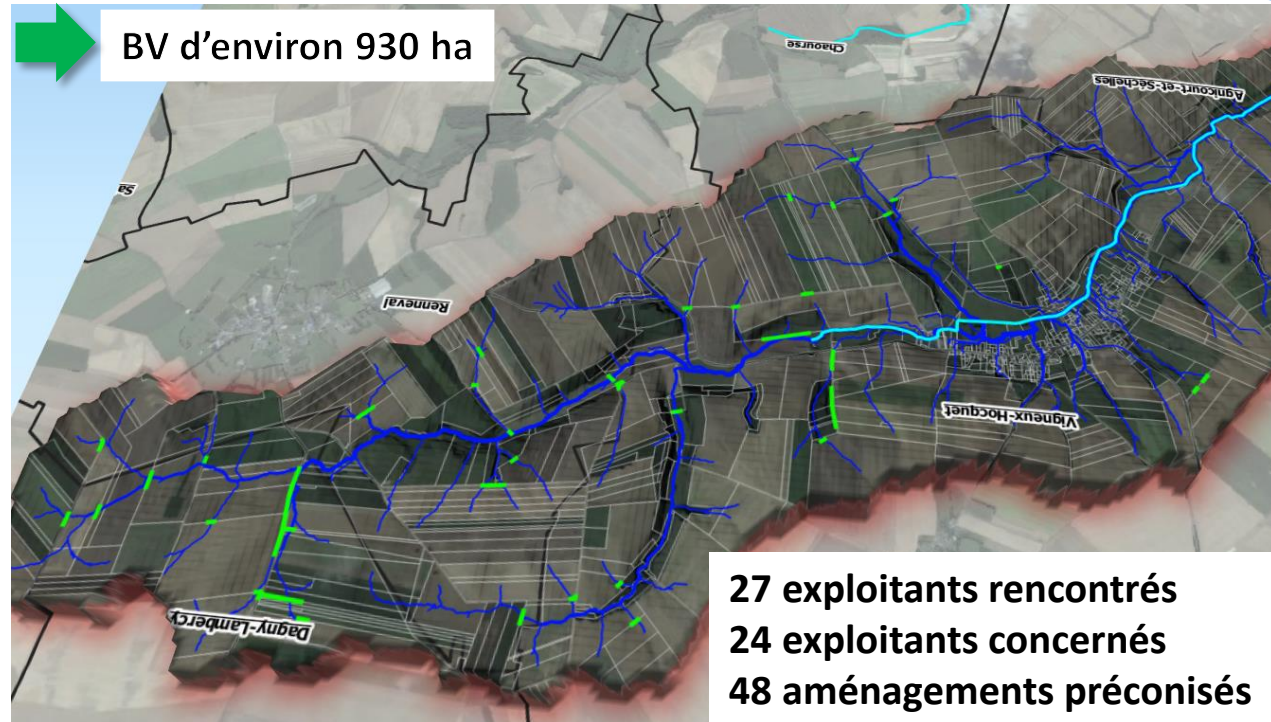 BV d'environ 930 ha
Chaourse
Agnicourt-et-Séchelles
Sa
Renneval
Vigneux-Hocquet
Dagny-Lambercy
27 exploitants rencontrés
24 exploitants concernés
48 aménagements préconisés